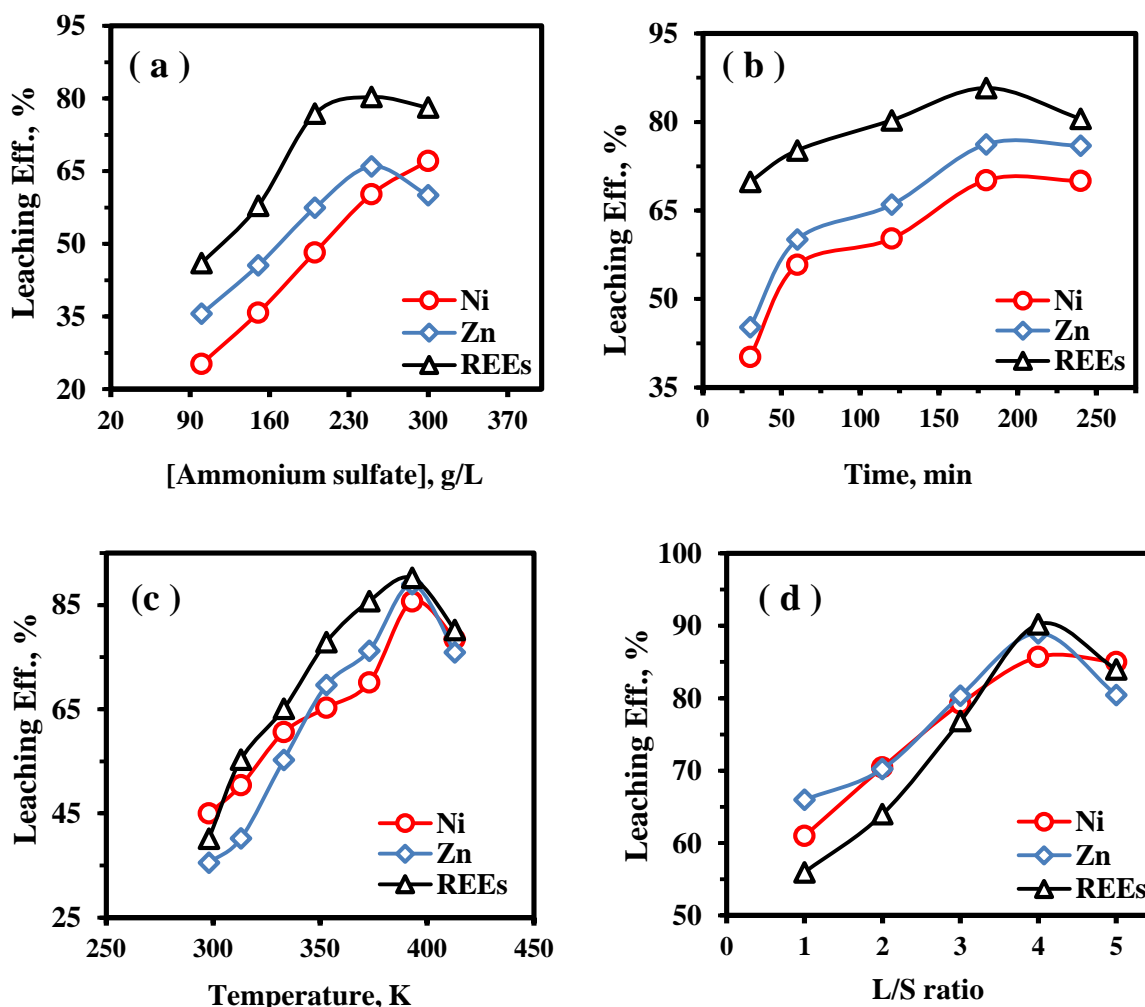 ( a )
Leaching Eff., %
95
80
65
50
35
20
Ni
Zn
REEs
20 90 160 230 300 370
[Ammonium sulfate], g/L
( b )
Leaching Eff., %
95
80
65
50
35
Ni
Zn
REEs
0 50 100 150 200 250
Time, min
(c )
Leaching Eff., %
85
65
45
25
Ni
Zn
REEs
250 300 350 400 450
Temperature, K
( d )
Leaching Eff., %
100
90
80
70
60
50
Ni
Zn
REEs
0 1 2 3 4 5
L/S ratio